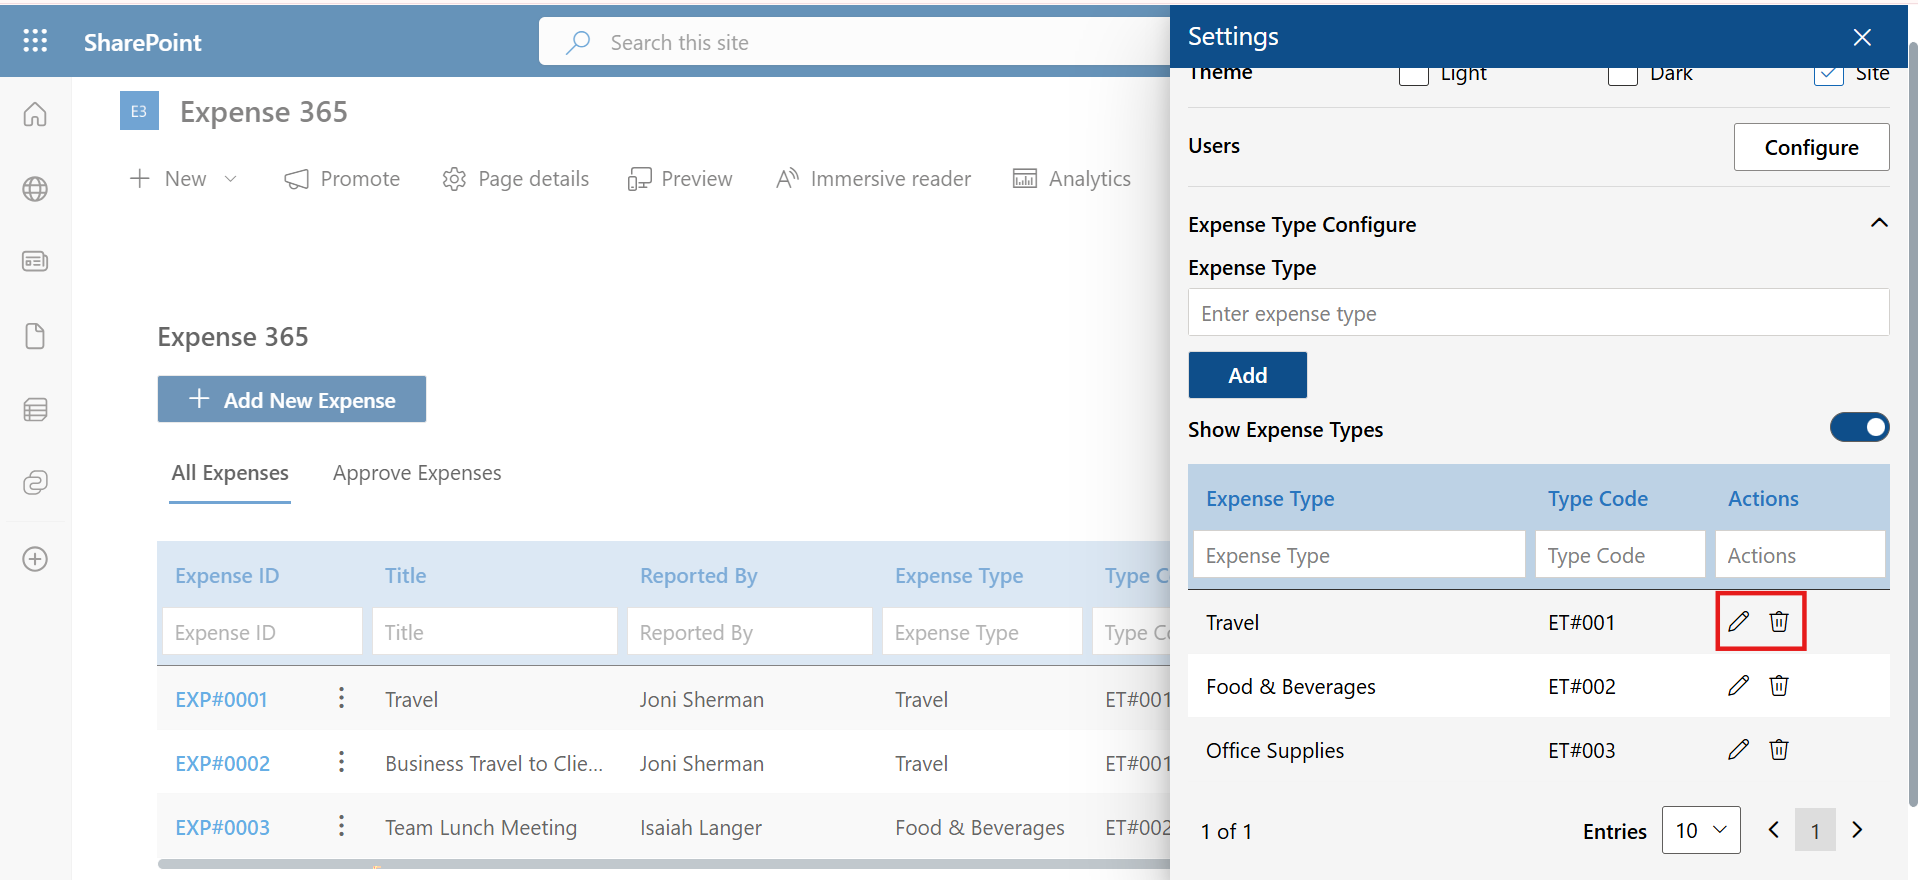 SharePoint
Search this site
E3
Expense 365
New
Promote
Page details
Preview
Immersive reader
Analytics
Expense 365
Add New Expense
All Expenses
Approve Expenses
Expense ID Title Reported By Expense Type Type C
Expense ID Title Reported By Expense Type Type Co
EXP#0001 Travel Joni Sherman Travel ET#001
EXP#0002 Business Travel to Clie... Joni Sherman Travel ET#001
EXP#0003 Team Lunch Meeting Isaiah Langer Food & Beverages ET#002
Settings
Theme Light Dark Site
Users Configure
Expense Type Configure
Expense Type
Enter expense type
Add
Show Expense Types
Expense Type Type Code Actions
Expense Type Type Code Actions
Travel ET#001
Food & Beverages ET#002
Office Supplies ET#003
1 of 1 Entries 10 1